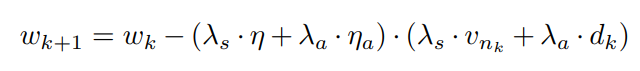 w_{k+1} = w_k − (λ_s · η + λ_a · η_a) · (λ_s · v_{n_k} + λ_a · d_k)